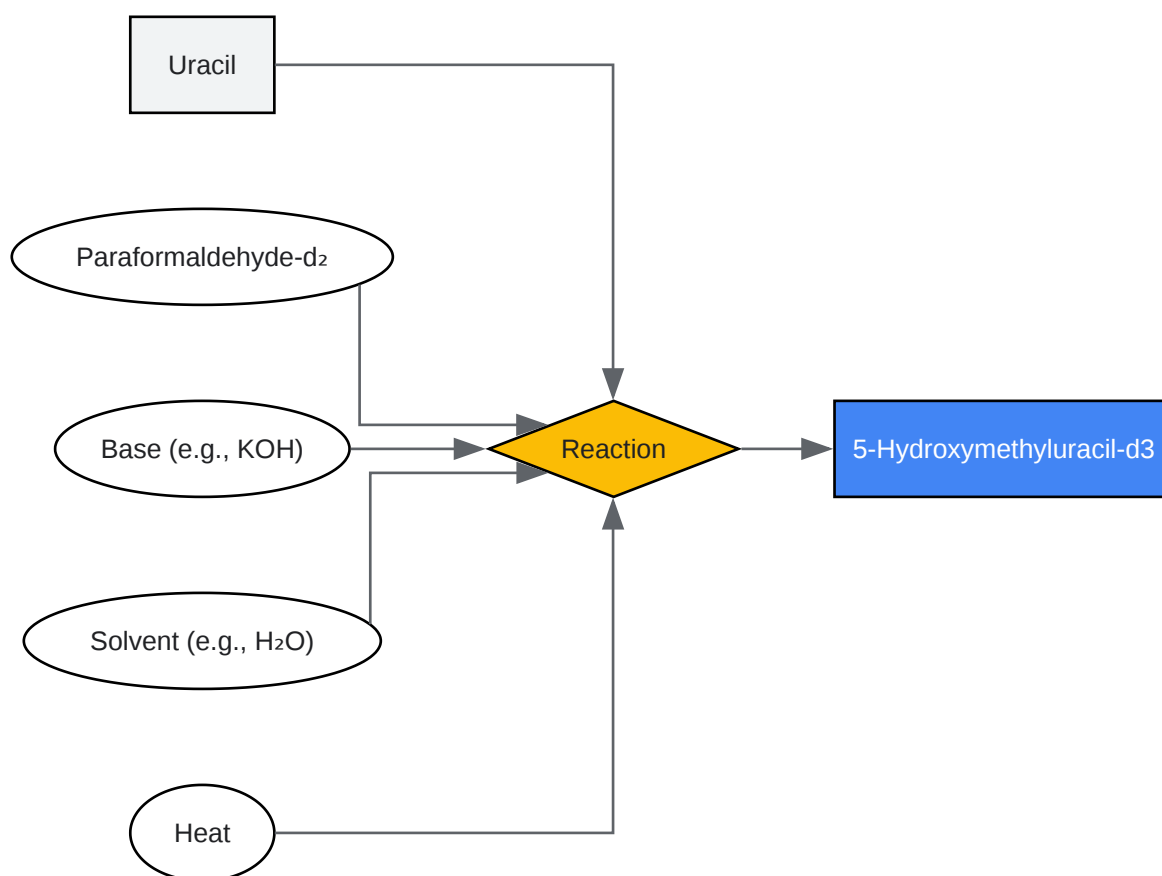 Uracil
Paraformaldehyde-d₂
Base (e.g., KOH)
Reaction
5-Hydroxymethyluracil-d3
Solvent (e.g., H₂O)
Heat